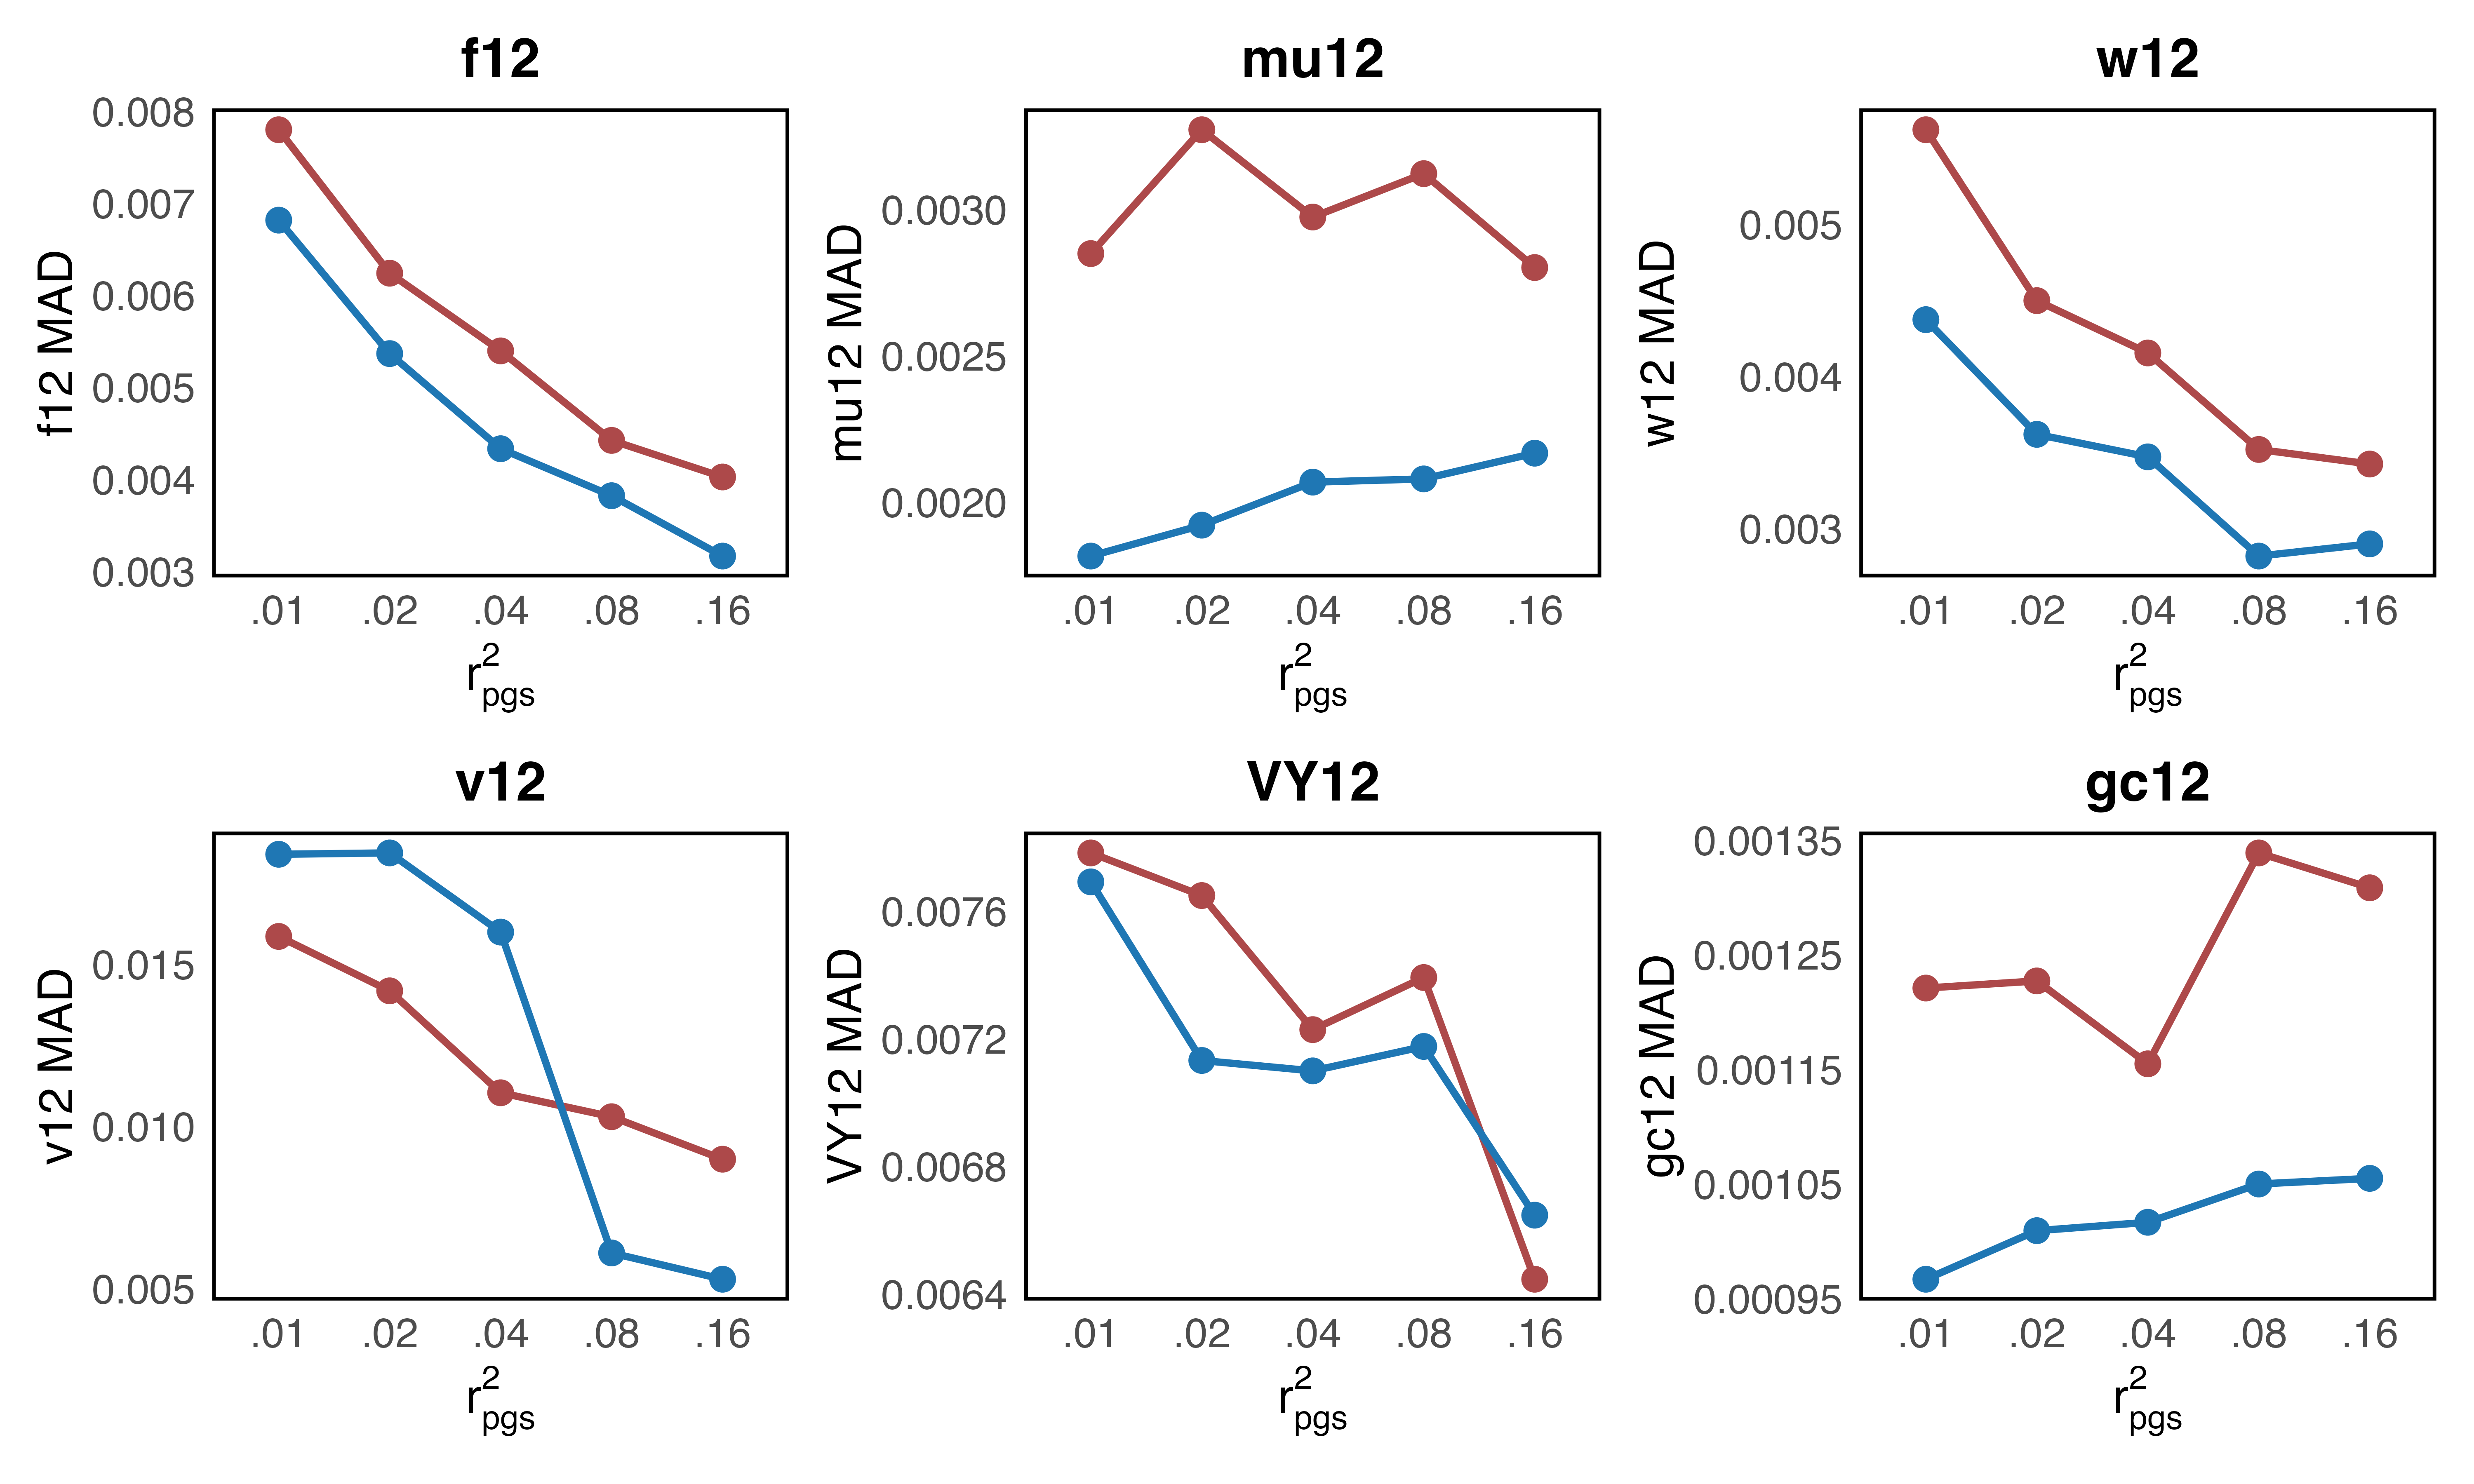 f12
0.008
0.007
0.006
0.005
0.004
0.003
f12 MAD
.01 .02 .04 .08 .16
r²pgs
mu12
0.0030
0.0025
0.0020
mu12 MAD
.01 .02 .04 .08 .16
r²pgs
w12
0.005
0.004
0.003
w12 MAD
.01 .02 .04 .08 .16
r²pgs
v12
0.015
0.010
0.005
v12 MAD
.01 .02 .04 .08 .16
r²pgs
VY12
0.0076
0.0072
0.0068
0.0064
VY12 MAD
.01 .02 .04 .08 .16
r²pgs
gc12
0.00135
0.00125
0.00115
0.00105
0.00095
gc12 MAD
.01 .02 .04 .08 .16
r²pgs